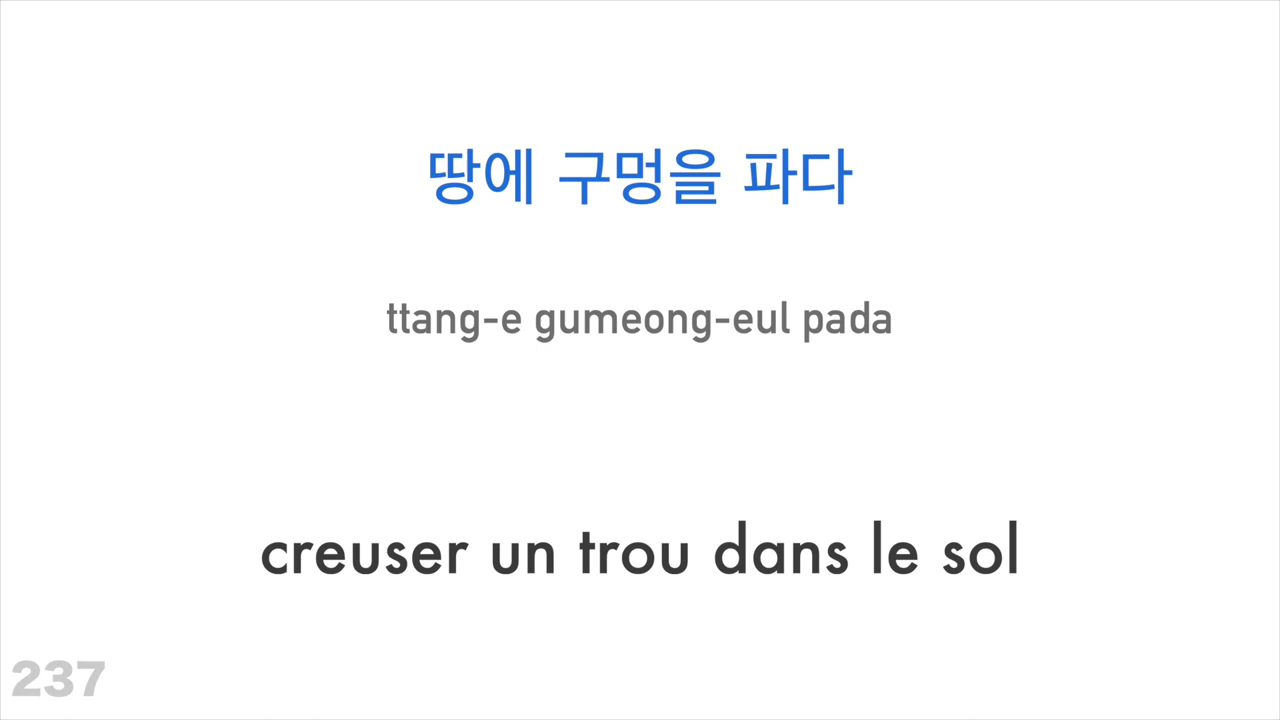 땅에 구멍을 파다
ttang-e gumeong-eul pada
creuser un trou dans le sol
237